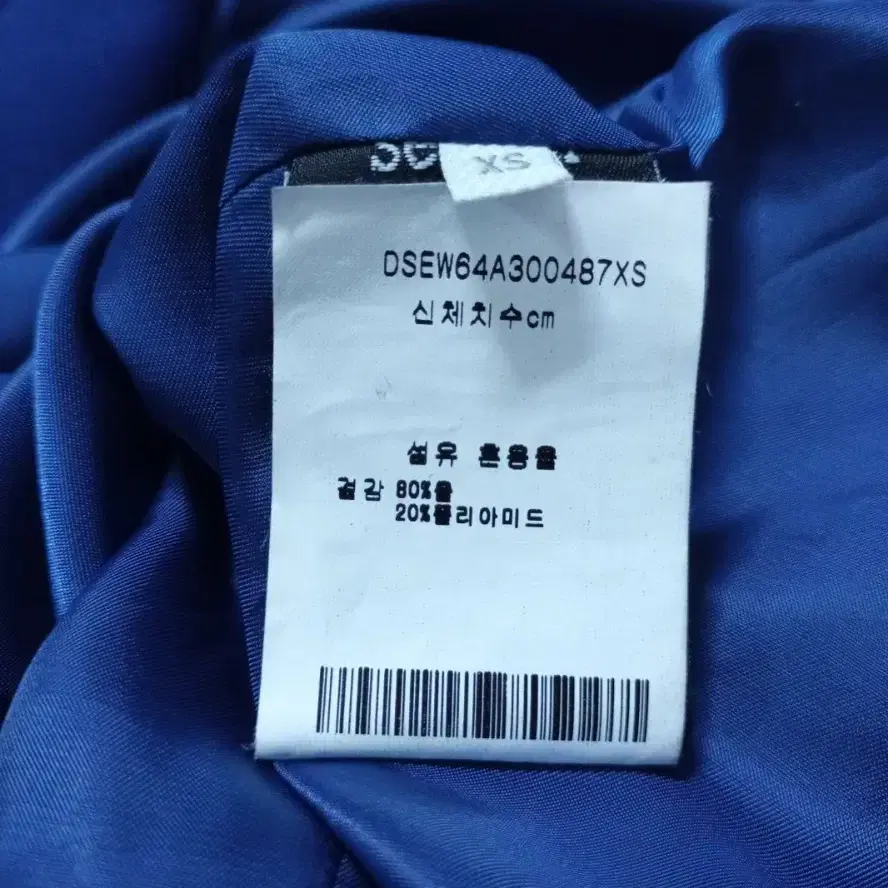 XS
DSEW64A300487XS
신체치수cm
섬유 혼용율
겉감 80%울
20%폴리아미드